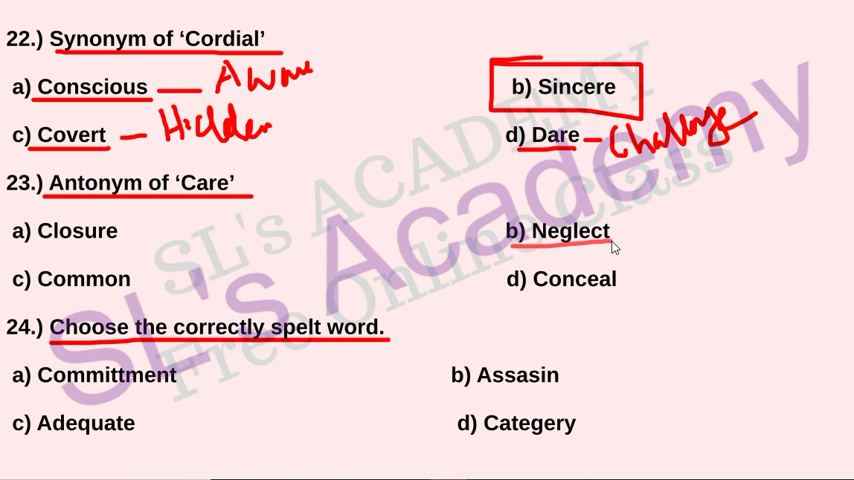 22.) Synonym of ‘Cordial’
a) Conscious — Aware b) Sincere
c) Covert – Hidden d) Dare – Challenge
23.) Antonym of ‘Care’
a) Closure b) Neglect
c) Common d) Conceal
24.) Choose the correctly spelt word.
a) Committment b) Assasin
c) Adequate d) Categery
SL's ACADEMY
Free Online Class
SL's Academy